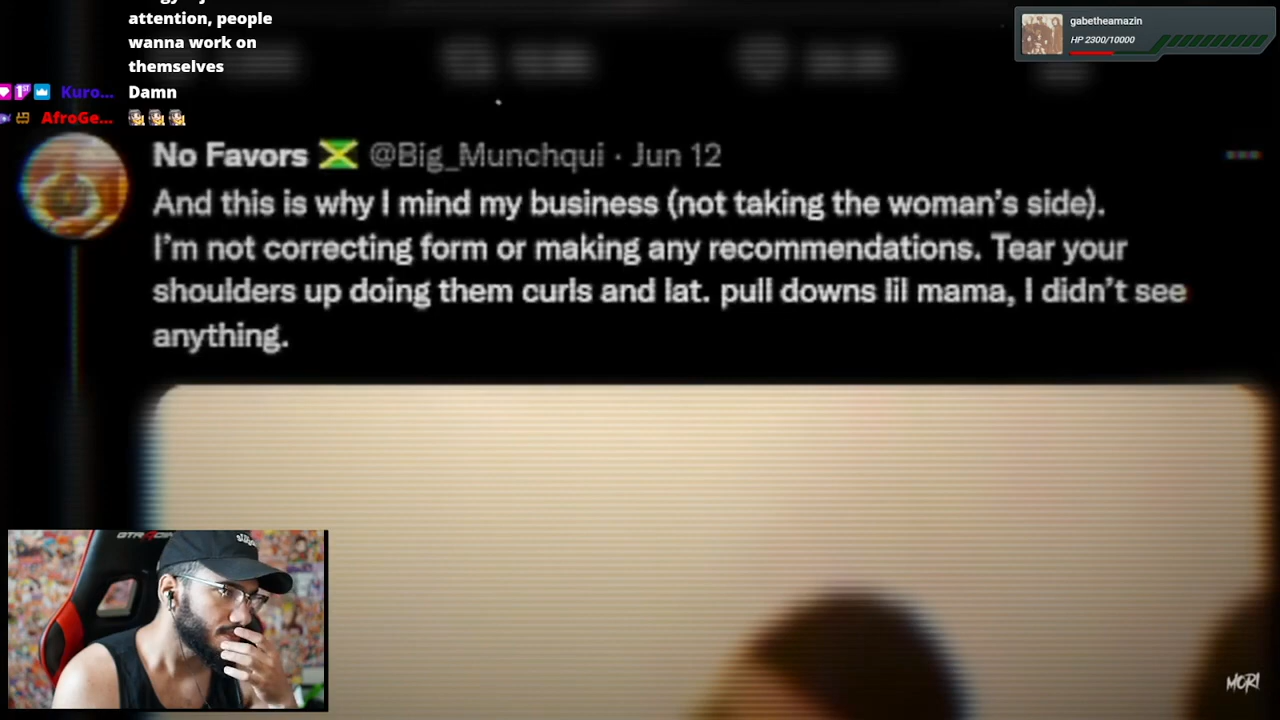 attention, people
wanna work on
themselves
Kuro... Damn
AfroGe...
gabetheamazin
HP 2300/10000
No Favors @Big_Munchqui · Jun 12
And this is why I mind my business (not taking the woman's side).
I'm not correcting form or making any recommendations. Tear your
shoulders up doing them curls and lat. pull downs lil mama, I didn't see
anything.
MORI